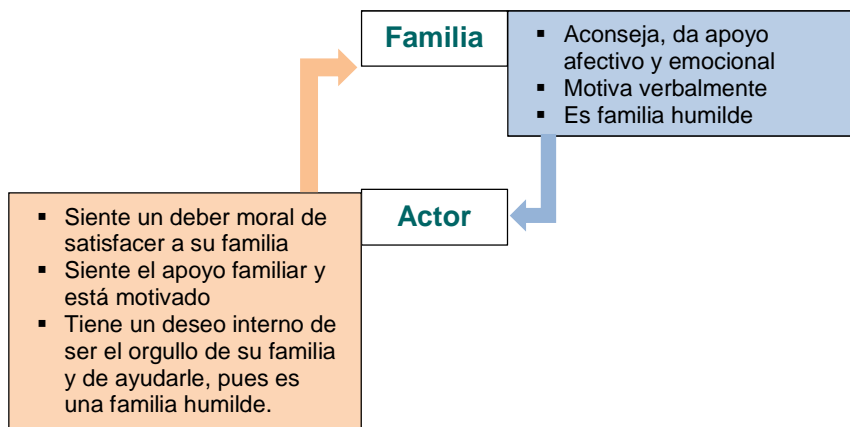 Familia
▪ Aconseja, da apoyo
afectivo y emocional
▪ Motiva verbalmente
▪ Es familia humilde
Actor
▪ Siente un deber moral de
satisfacer a su familia
▪ Siente el apoyo familiar y
está motivado
▪ Tiene un deseo interno de
ser el orgullo de su familia
y de ayudarle, pues es
una familia humilde.